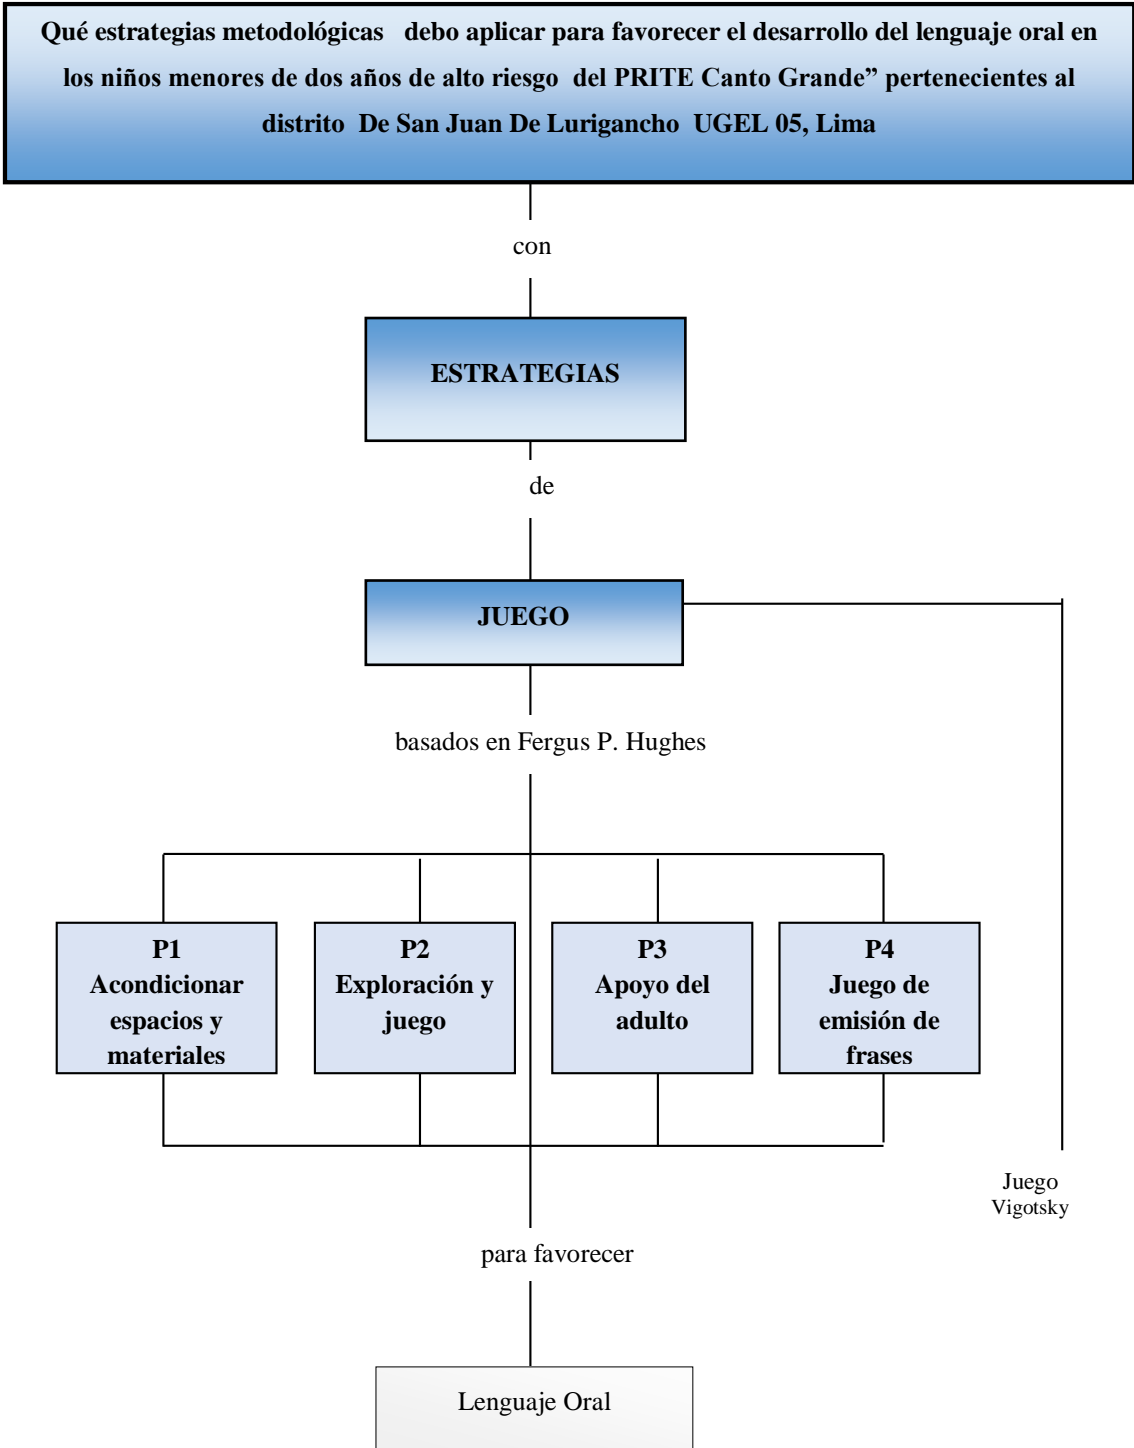 Qué estrategias metodológicas debo aplicar para favorecer el desarrollo del lenguaje oral en
los niños menores de dos años de alto riesgo del PRITE Canto Grande” pertenecientes al
distrito De San Juan De Lurigancho UGEL 05, Lima
con
ESTRATEGIAS
de
JUEGO
basados en Fergus P. Hughes
P1
Acondicionar
espacios y
materiales
P2
Exploración y
juego
P3
Apoyo del
adulto
P4
Juego de
emisión de
frases
Juego
Vigotsky
para favorecer
Lenguaje Oral